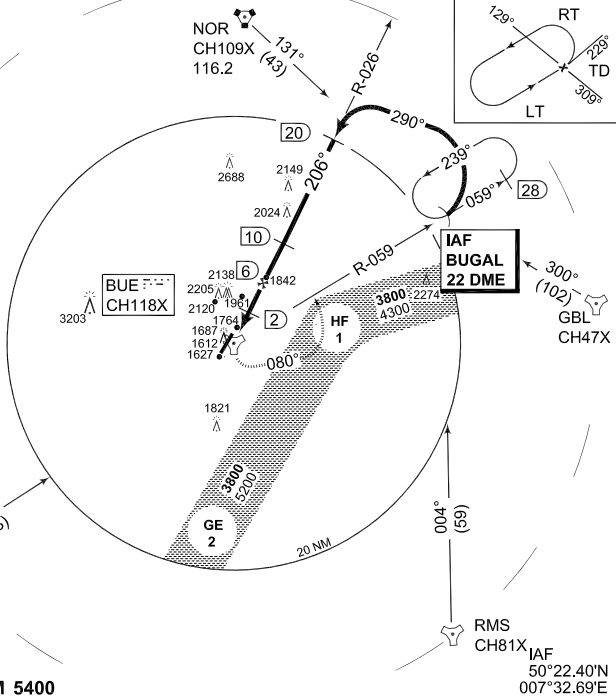 NOR
CH109X
116.2
131°
(43)
R-026
129°
RT
229°
TD
309°
LT
20
290°
206°
2688
2149
2024
239°
059°
28
10
IAF
BUGAL
22 DME
R-059
6
1842
BUE
CH118X
2138
2205
1961
2120
3203
1764
1687
1612
1627
2
3800
4300
2274
300°
(102)
GBL
CH47X
HF
1
080°
1821
3800
5200
GE
2
20 NM
004°
(59)
RMS
CH81X
IAF
50°22.40'N
007°32.69'E
5400